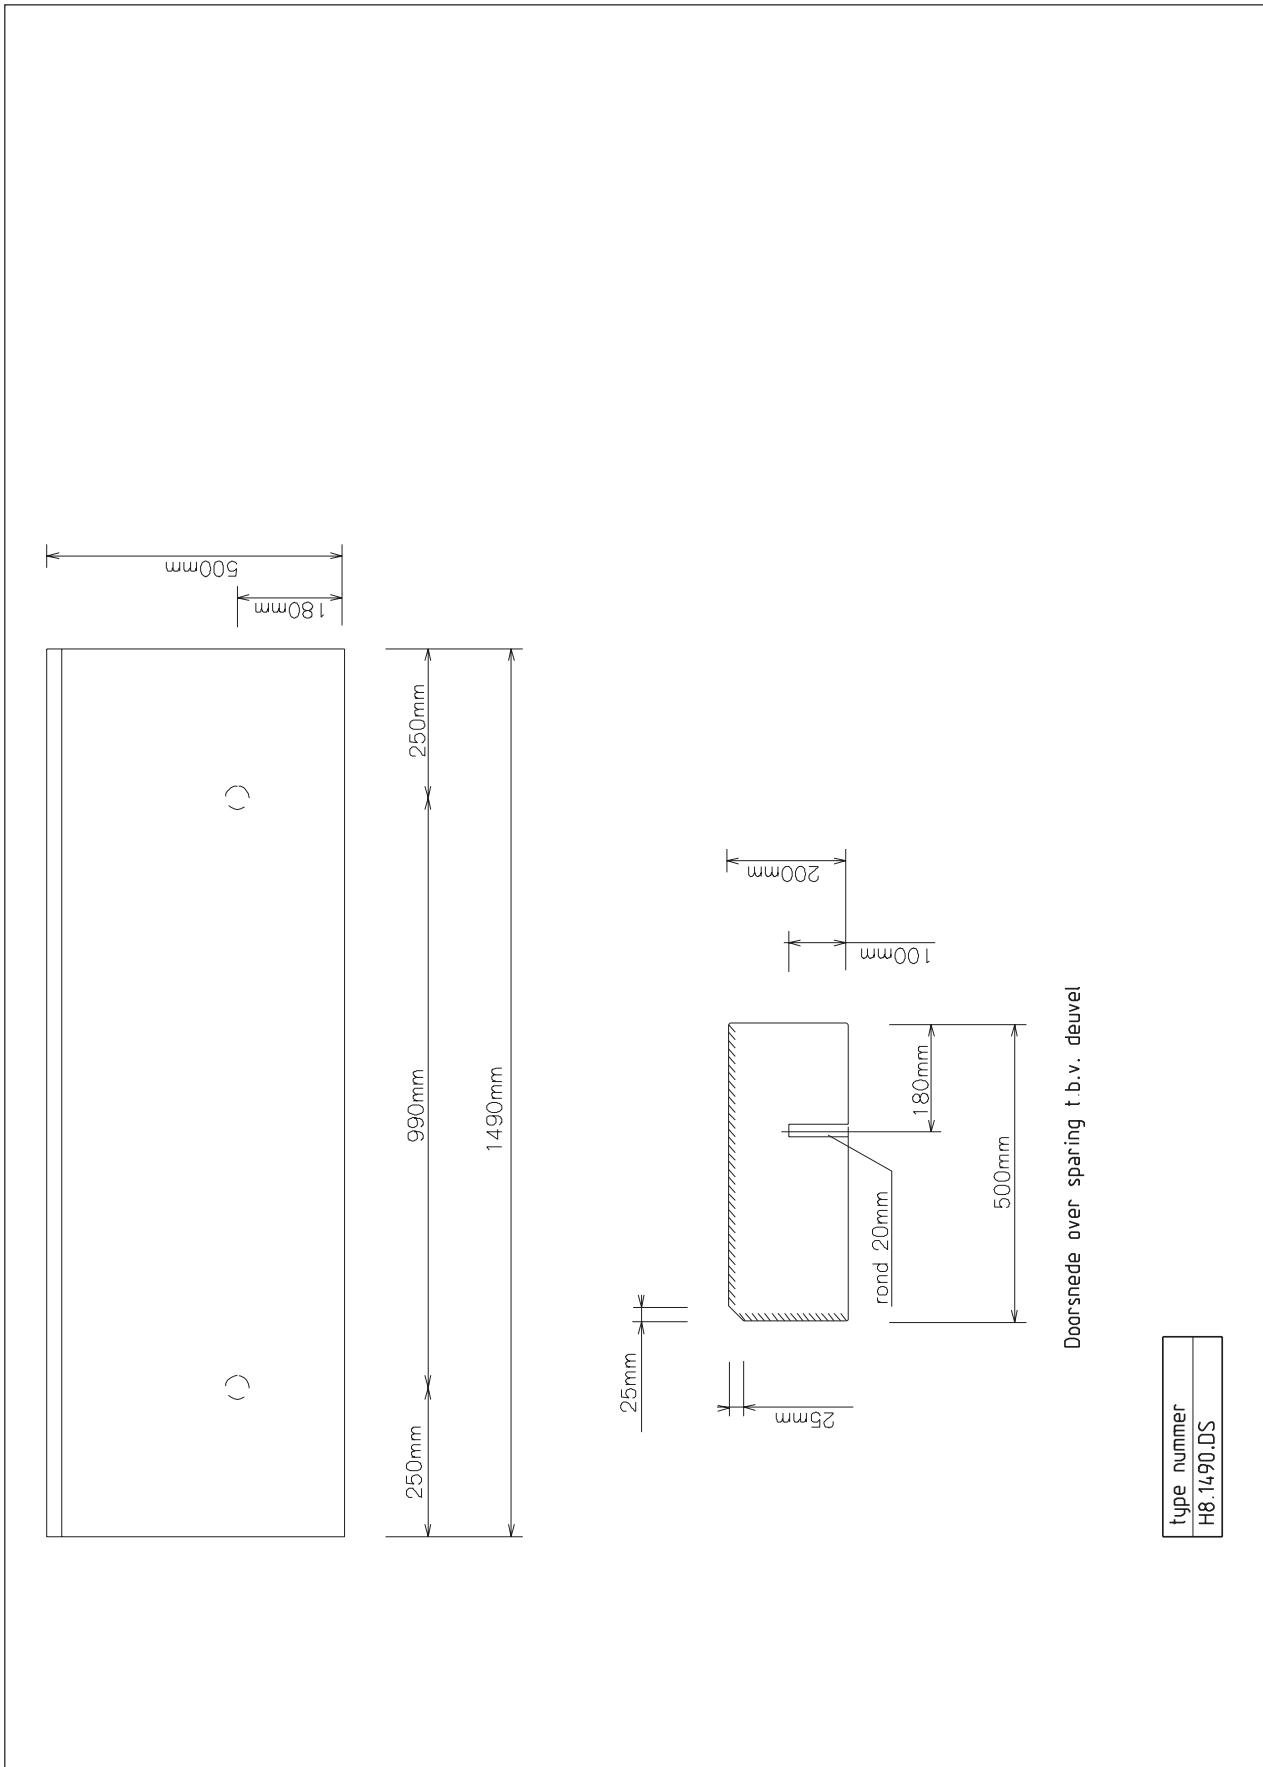 500mm
180mm
250mm
990mm
250mm
1490mm
200mm
100mm
25mm
25mm
rond 20mm
180mm
500mm
Doorsnede over sparing t.b.v. deuvel
type nummer
H8.1490.DS